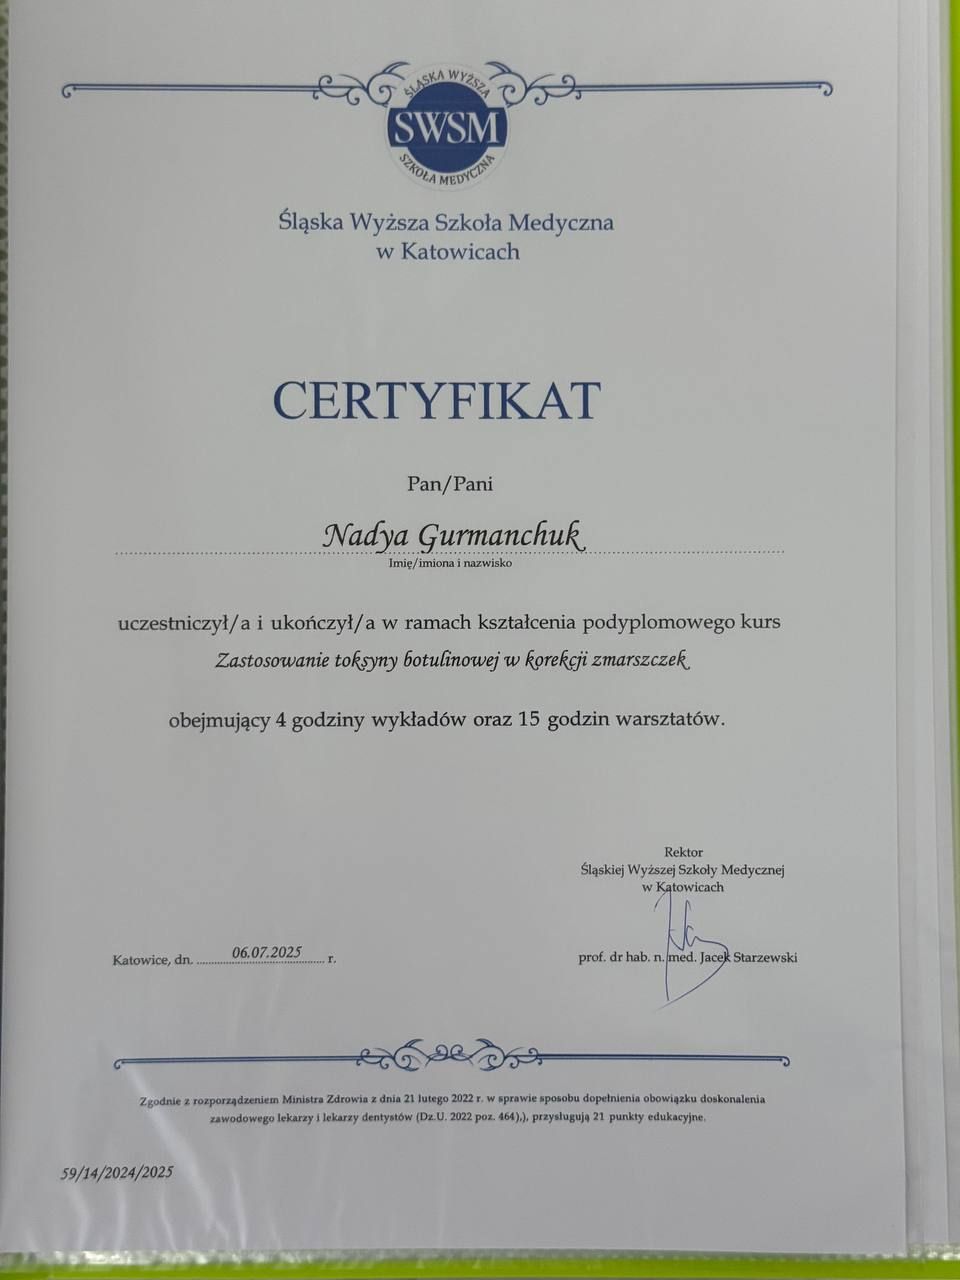 ŚLĄSKA WYŻSZA
SWSM
SZKOŁA MEDYCZNA
Śląska Wyższa Szkoła Medyczna
w Katowicach
CERTYFIKAT
Pan/Pani
Nadya Gurmanchuk
Imię/imiona i nazwisko
uczestniczył/a i ukończył/a w ramach kształcenia podyplomowego kurs
Zastosowanie toksyny botulinowej w korekcji zmarszczek
obejmujący 4 godziny wykładów oraz 15 godzin warsztatów.
Rektor
Śląskiej Wyższej Szkoły Medycznej
w Katowicach
Katowice, dn. 06.07.2025 r.
prof. dr hab. n. med. Jacek Starzewski
Zgodnie z rozporządzeniem Ministra Zdrowia z dnia 21 lutego 2022 r. w sprawie sposobu dopełnienia obowiązku doskonalenia
zawodowego lekarzy i lekarzy dentystów (Dz.U. 2022 poz. 464),), przysługują 21 punkty edukacyjne.
59/14/2024/2025